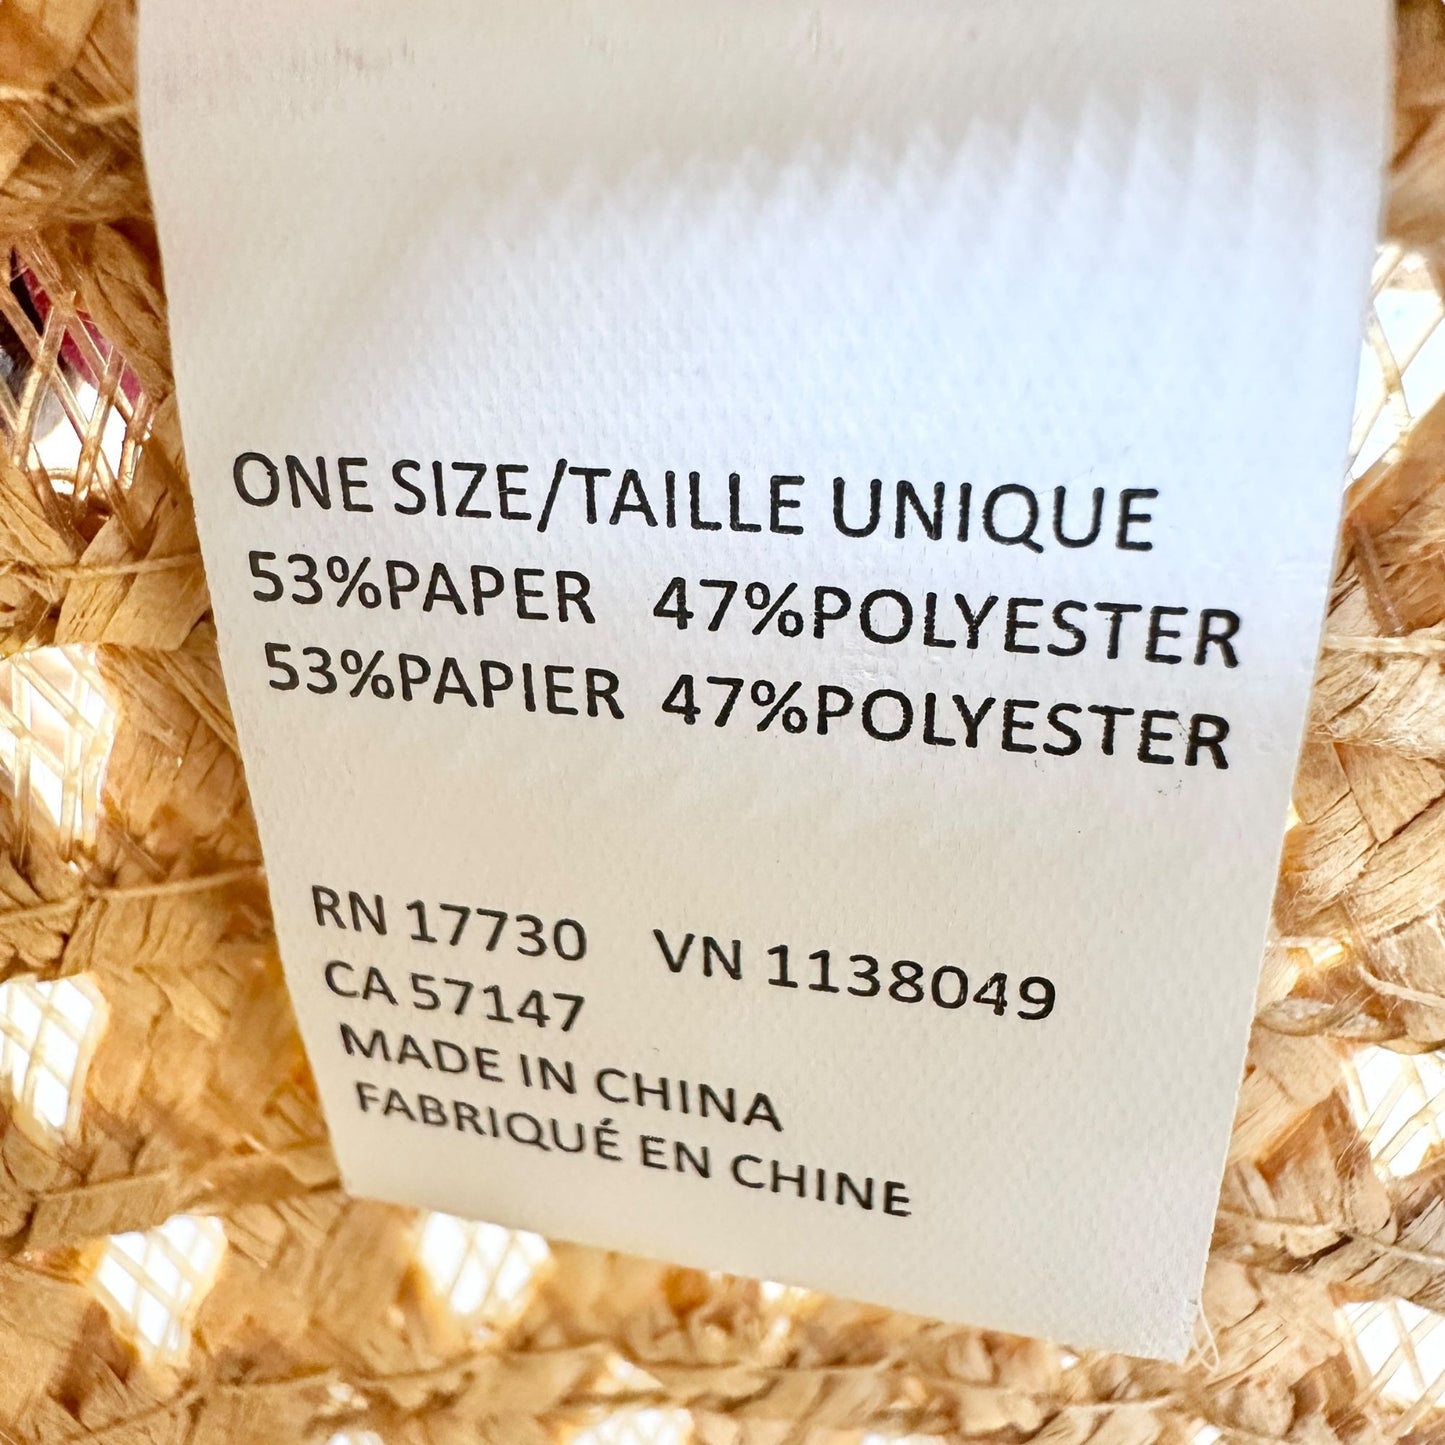 ONE SIZE/TAILLE UNIQUE
53%PAPER 47%POLYESTER
53%PAPIER 47%POLYESTER
RN 17730 VN 1138049
CA 57147
MADE IN CHINA
FABRIQUÉ EN CHINE